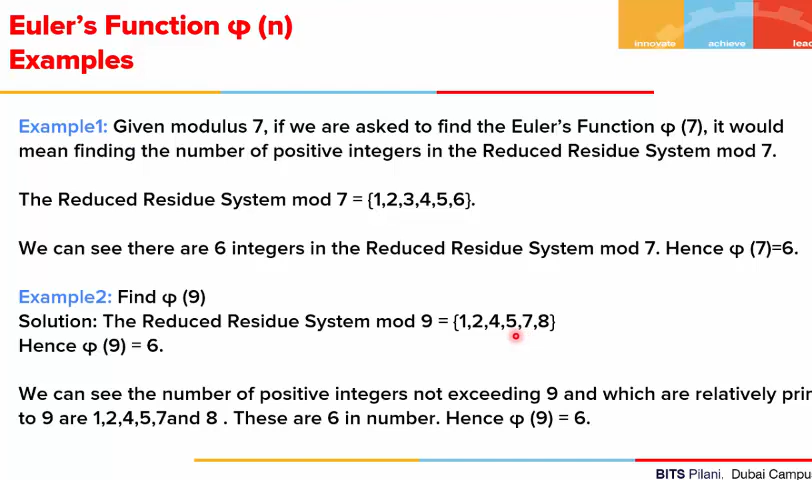 Euler's Function φ (n)
Examples
innovate achieve lead
Example1: Given modulus 7, if we are asked to find the Euler's Function φ (7), it would
mean finding the number of positive integers in the Reduced Residue System mod 7.
The Reduced Residue System mod 7 = {1,2,3,4,5,6}.
We can see there are 6 integers in the Reduced Residue System mod 7. Hence φ (7)=6.
Example2: Find φ (9)
Solution: The Reduced Residue System mod 9 = {1,2,4,5,7,8}
Hence φ (9) = 6.
We can see the number of positive integers not exceeding 9 and which are relatively prim
to 9 are 1,2,4,5,7and 8 . These are 6 in number. Hence φ (9) = 6.
BITS Pilani, Dubai Campu